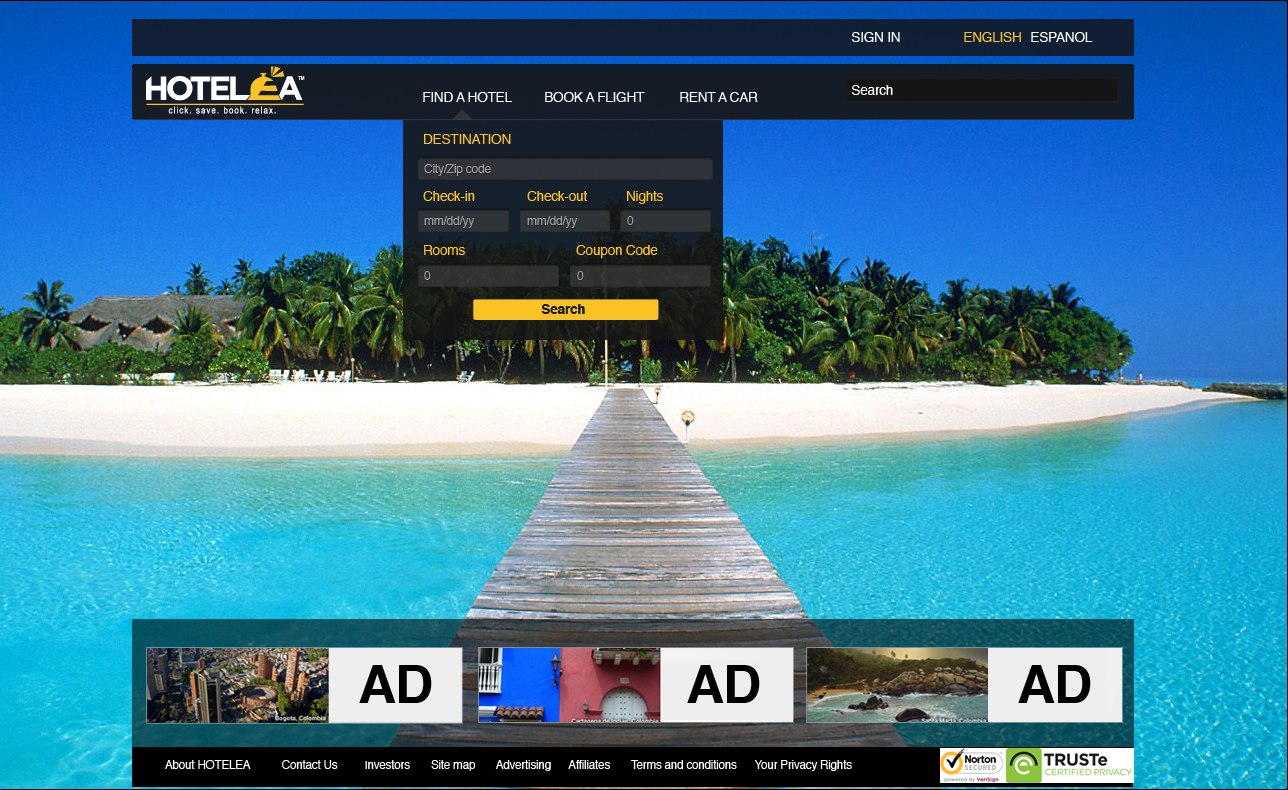 SIGN IN ENGLISH ESPANOL
HOTELEA™
click. save. book. relax.
FIND A HOTEL BOOK A FLIGHT RENT A CAR
Search
DESTINATION
City/Zip code
Check-in Check-out Nights
mm/dd/yy mm/dd/yy 0
Rooms Coupon Code
0 0
Search
AD AD AD
Bogota, Colombia
Cartagena de Indias, Colombia
Santa Marta, Colombia
About HOTELEA Contact Us Investors Site map Advertising Affiliates Terms and conditions Your Privacy Rights
Norton
SECURED
powered by VeriSign
TRUSTe
CERTIFIED PRIVACY